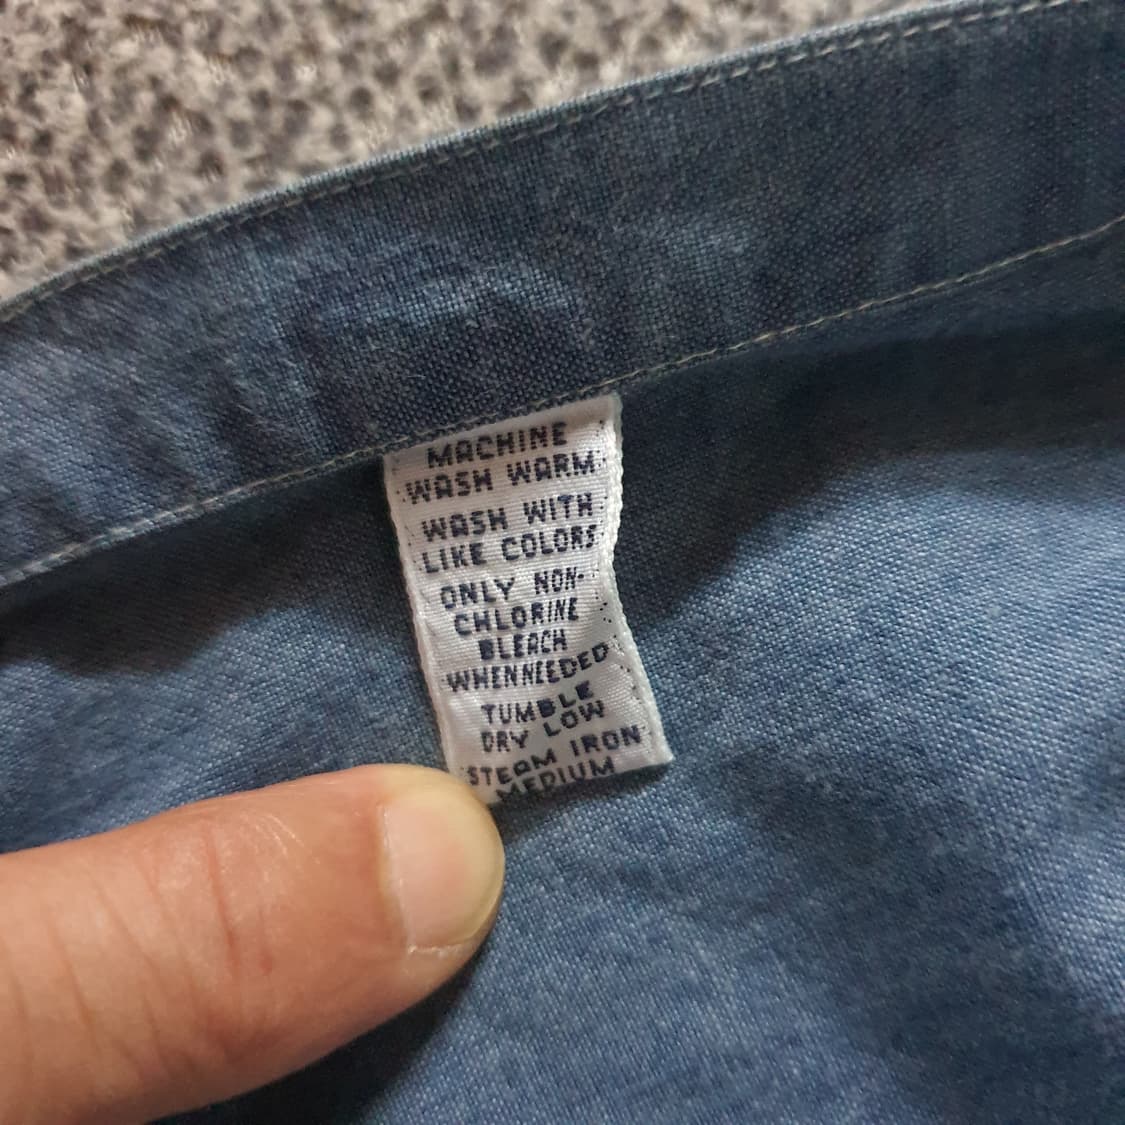 MACHINE
WASH WARM
WASH WITH
LIKE COLORS
ONLY NON-
CHLORINE
BLEACH
WHEN NEEDED
TUMBLE
DRY LOW
STEAM IRON
MEDIUM